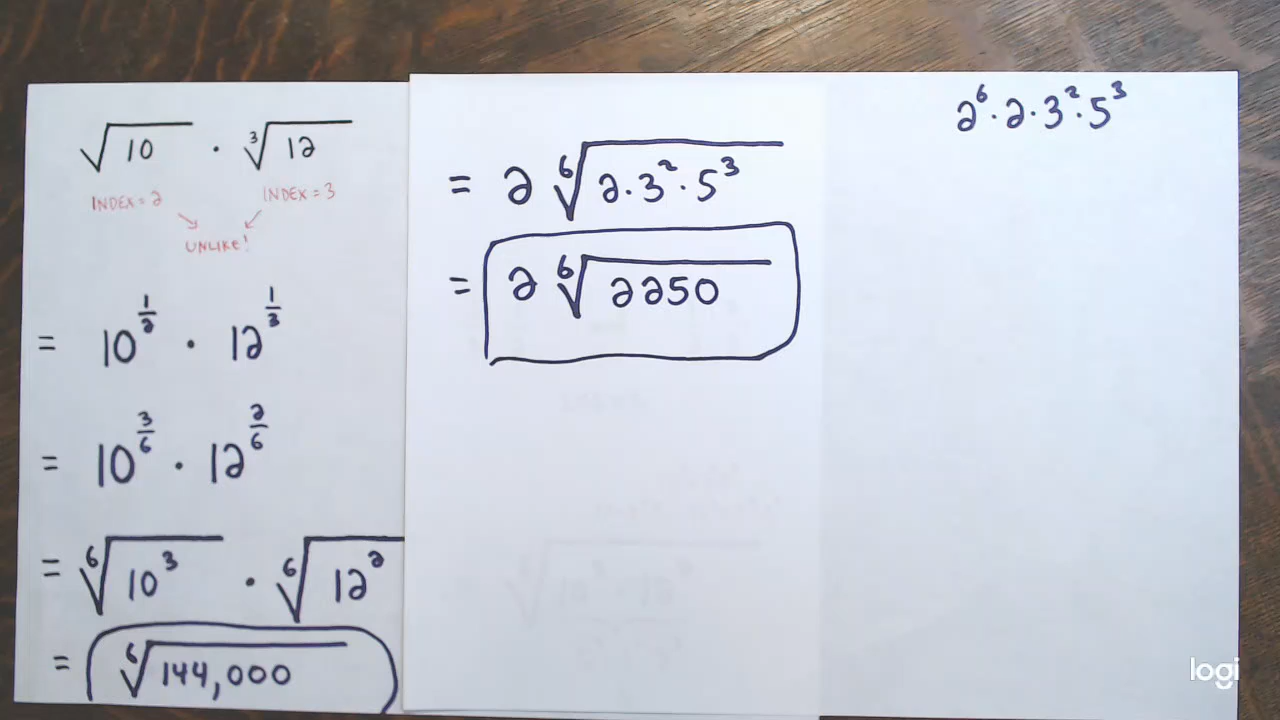 √10 · ∛12
INDEX = 2 INDEX = 3
UNLIKE!
= 10^(1/2) · 12^(1/3)
= 10^(3/6) · 12^(2/6)
= ⁶√(10³) · ⁶√(12²)
= ⁶√144,000
2⁶ · 2 · 3² · 5³
= 2 ⁶√(2 · 3² · 5³)
= 2 ⁶√2250
logi